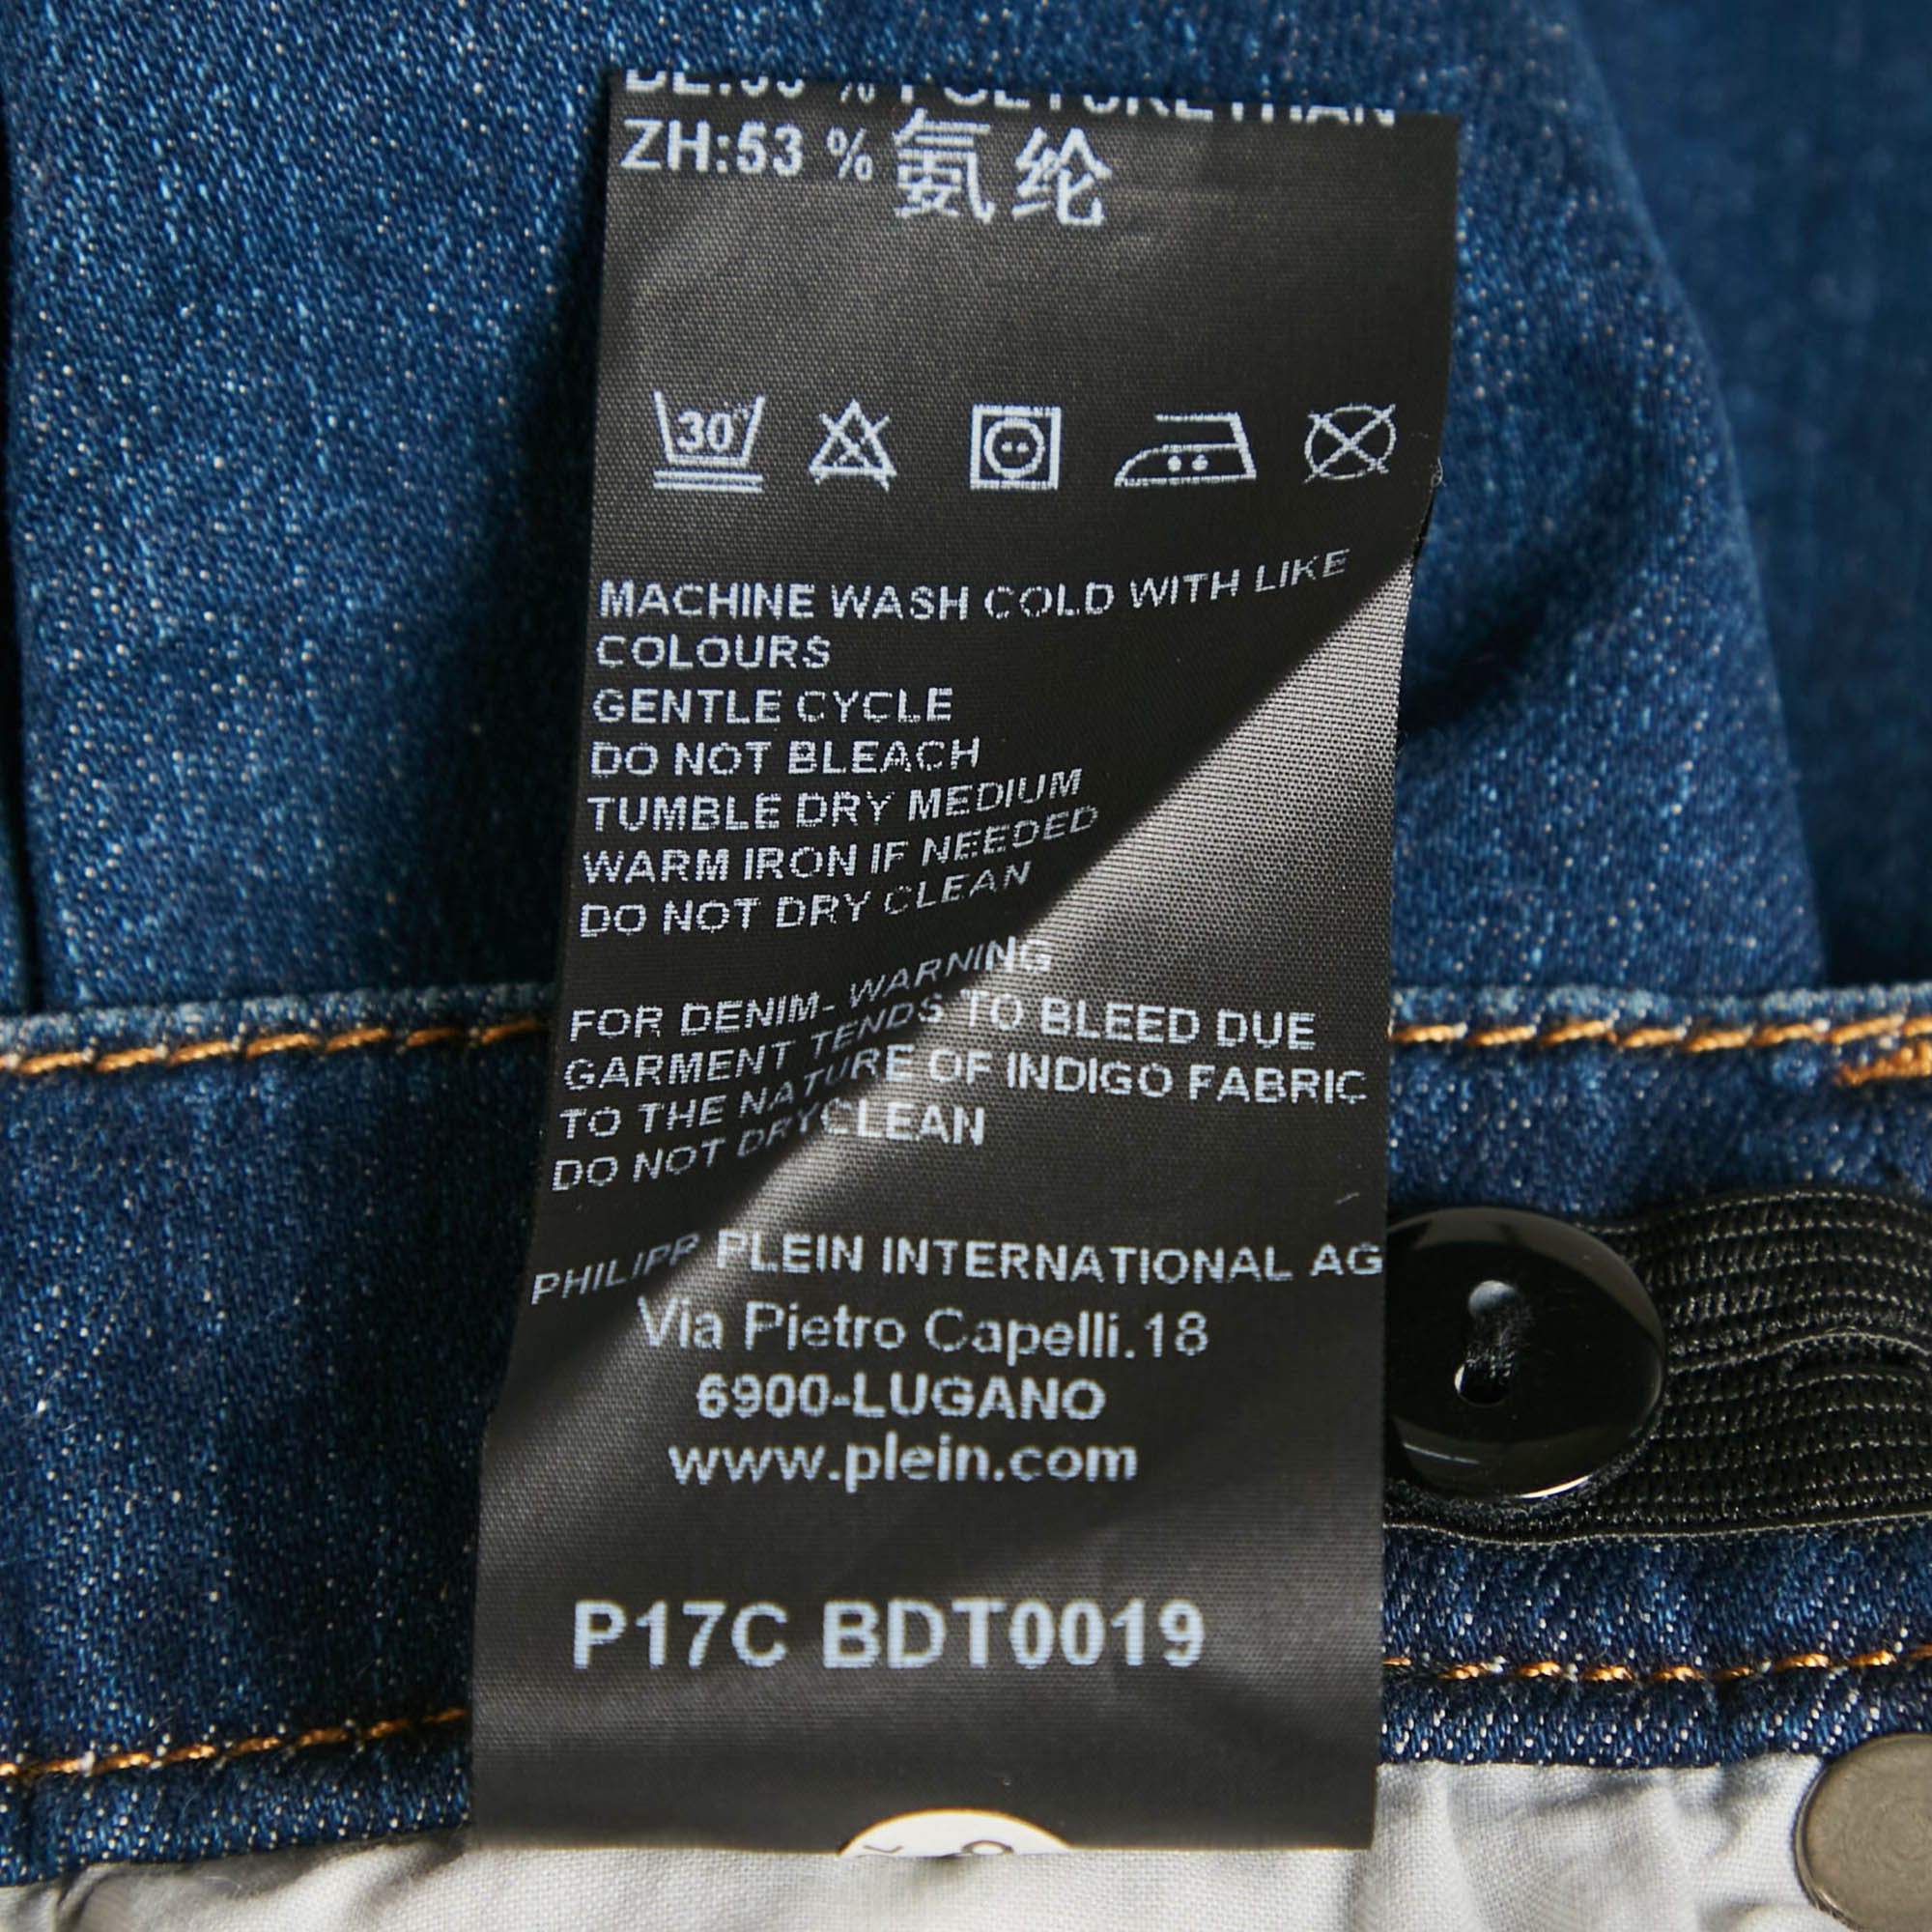 ZH:53 % 氨纶
30°
MACHINE WASH COLD WITH LIKE
COLOURS
GENTLE CYCLE
DO NOT BLEACH
TUMBLE DRY MEDIUM
WARM IRON IF NEEDED
DO NOT DRY CLEAN
FOR DENIM- WARNING
GARMENT TENDS TO BLEED DUE
TO THE NATURE OF INDIGO FABRIC
DO NOT DRYCLEAN
PHILIPP PLEIN INTERNATIONAL AG
Via Pietro Capelli.18
6900-LUGANO
www.plein.com
P17C BDT0019